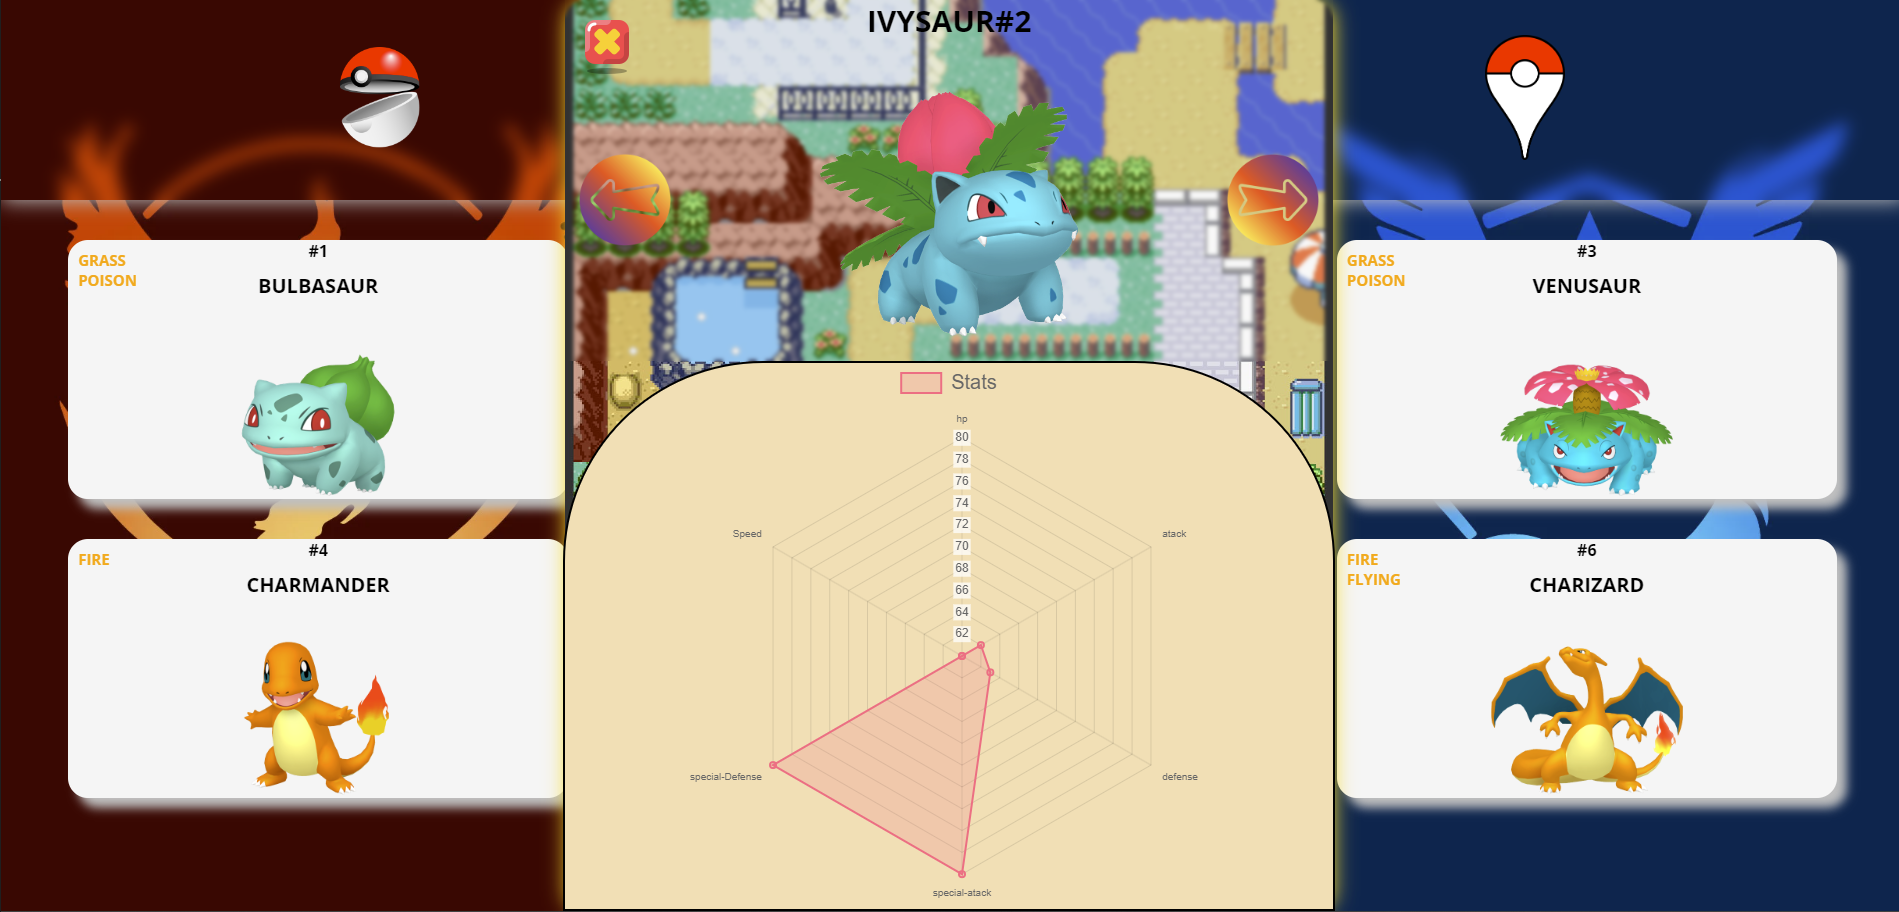 IVYSAUR#2
GRASS
POISON
#1
BULBASAUR
FIRE
#4
CHARMANDER
Stats
hp
80
78
76
74
72
70
68
66
64
62
Speed
atack
special-Defense
defense
special-atack
GRASS
POISON
#3
VENUSAUR
FIRE
FLYING
#6
CHARIZARD